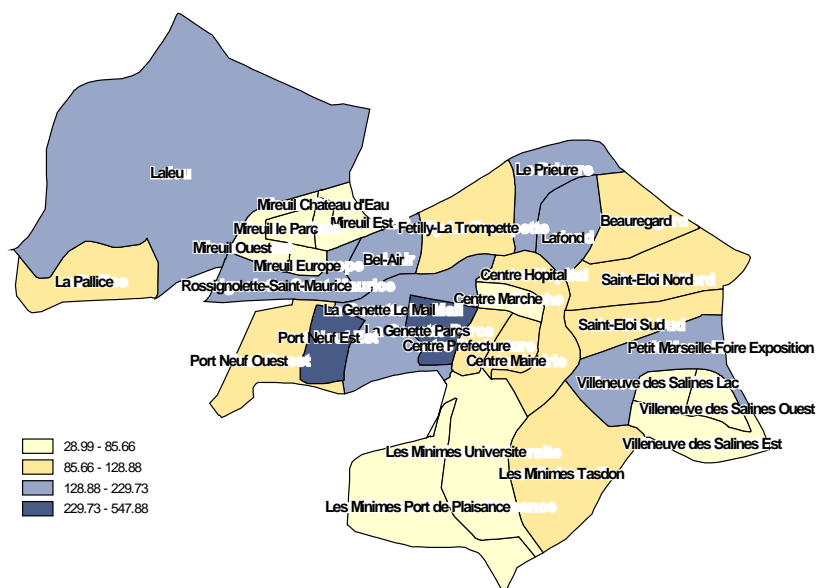 Le Prieure
Laleu
Mireuil Chateau d'Eau
Beauregard
Mireuil Est
Mireuil le Parc
Fetilly-La Trompette
Lafond
Mireuil Ouest
Bel-Air
Mireuil Europe
Centre Hopital
Saint-Eloi Nord
La Pallice
Rossignolette-Saint-Maurice
Centre Marche
La Genette Le Mail
Saint-Eloi Sud
La Genette Parcs
Port Neuf Est
Centre Prefecture
Petit Marseille-Foire Exposition
Port Neuf Ouest
Centre Mairie
Villeneuve des Salines Lac
Villeneuve des Salines Ouest
28.99 - 85.66
Villeneuve des Salines Est
Les Minimes Universite
85.66 - 128.88
Les Minimes Tasdon
128.88 - 229.73
Les Minimes Port de Plaisance
229.73 - 547.88